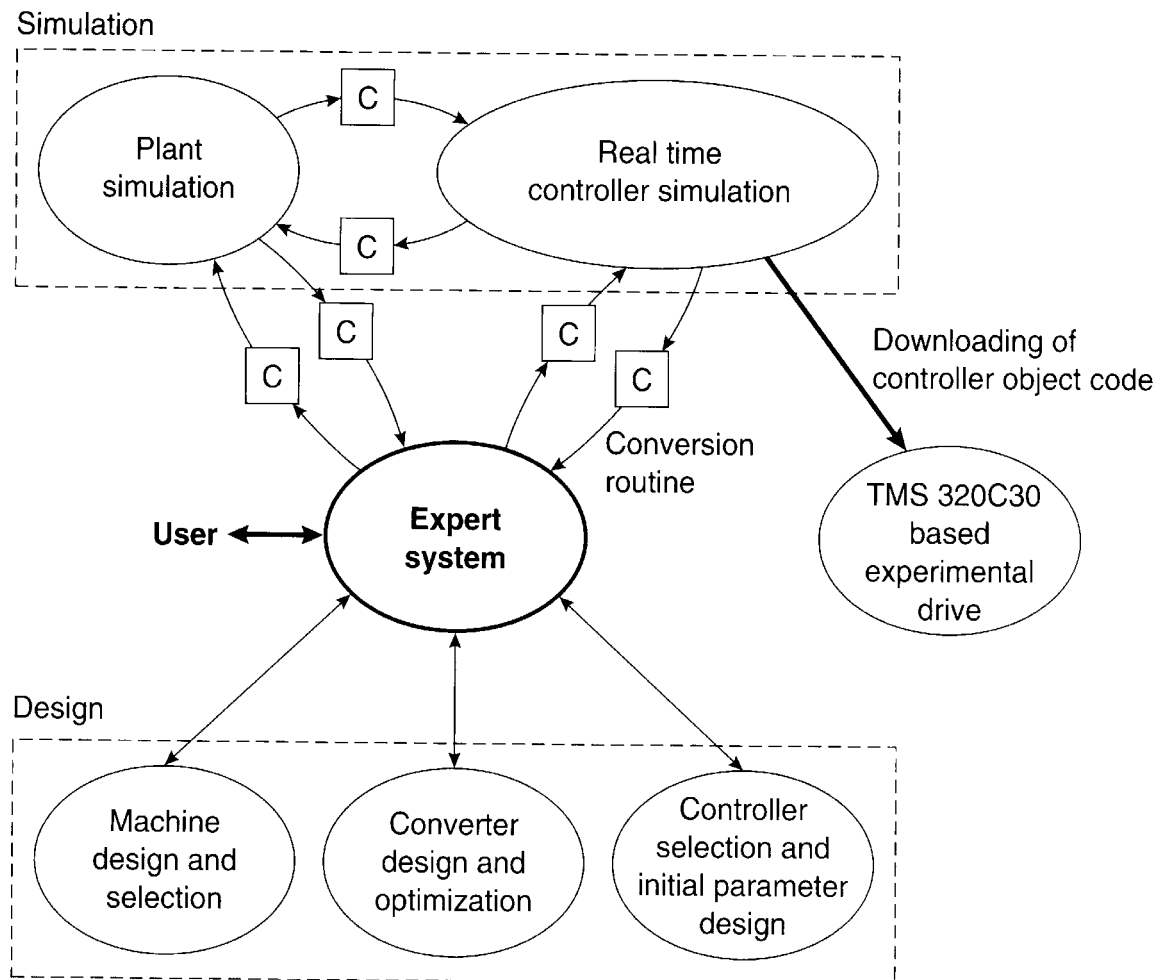 Simulation
C
Plant
simulation
Real time
controller simulation
C
C
C
C
C
Downloading of
controller object code
Conversion
routine
User
Expert
system
TMS 320C30
based
experimental
drive
Design
Machine
design and
selection
Converter
design and
optimization
Controller
selection and
initial parameter
design